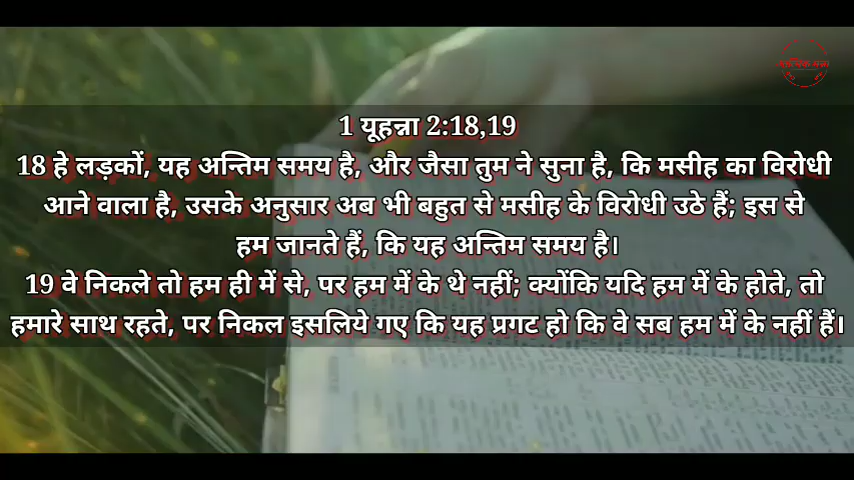 1 यूहन्ना 2:18,19
18 हे लड़कों, यह अन्तिम समय है, और जैसा तुम ने सुना है, कि मसीह का विरोधी
आने वाला है, उसके अनुसार अब भी बहुत से मसीह के विरोधी उठे हैं; इस से
हम जानते हैं, कि यह अन्तिम समय है।
19 वे निकले तो हम ही में से, पर हम में के थे नहीं; क्योंकि यदि हम में के होते, तो
हमारे साथ रहते, पर निकल इसलिये गए कि यह प्रगट हो कि वे सब हम में के नहीं हैं।